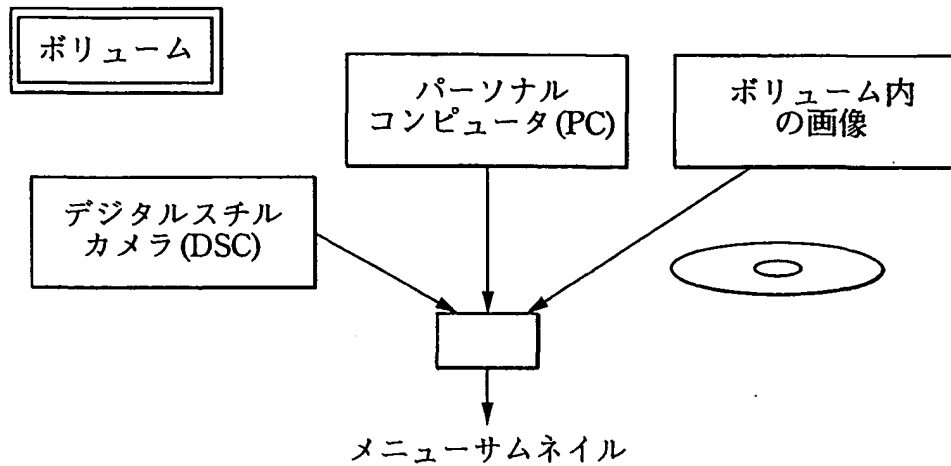 ボリューム
パーソナル
コンピュータ(PC)
ボリューム内
の画像
デジタルスチル
カメラ(DSC)
メニューサムネイル